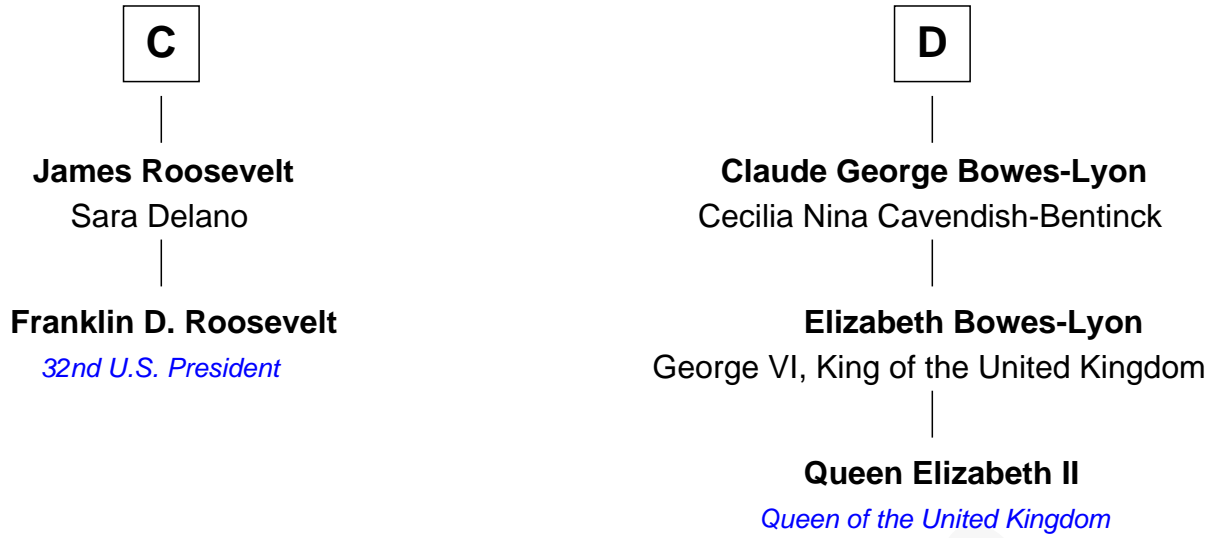 C
James Roosevelt
Sara Delano
Franklin D. Roosevelt
32nd U.S. President
D
Claude George Bowes-Lyon
Cecilia Nina Cavendish-Bentinck
Elizabeth Bowes-Lyon
George VI, King of the United Kingdom
Queen Elizabeth II
Queen of the United Kingdom